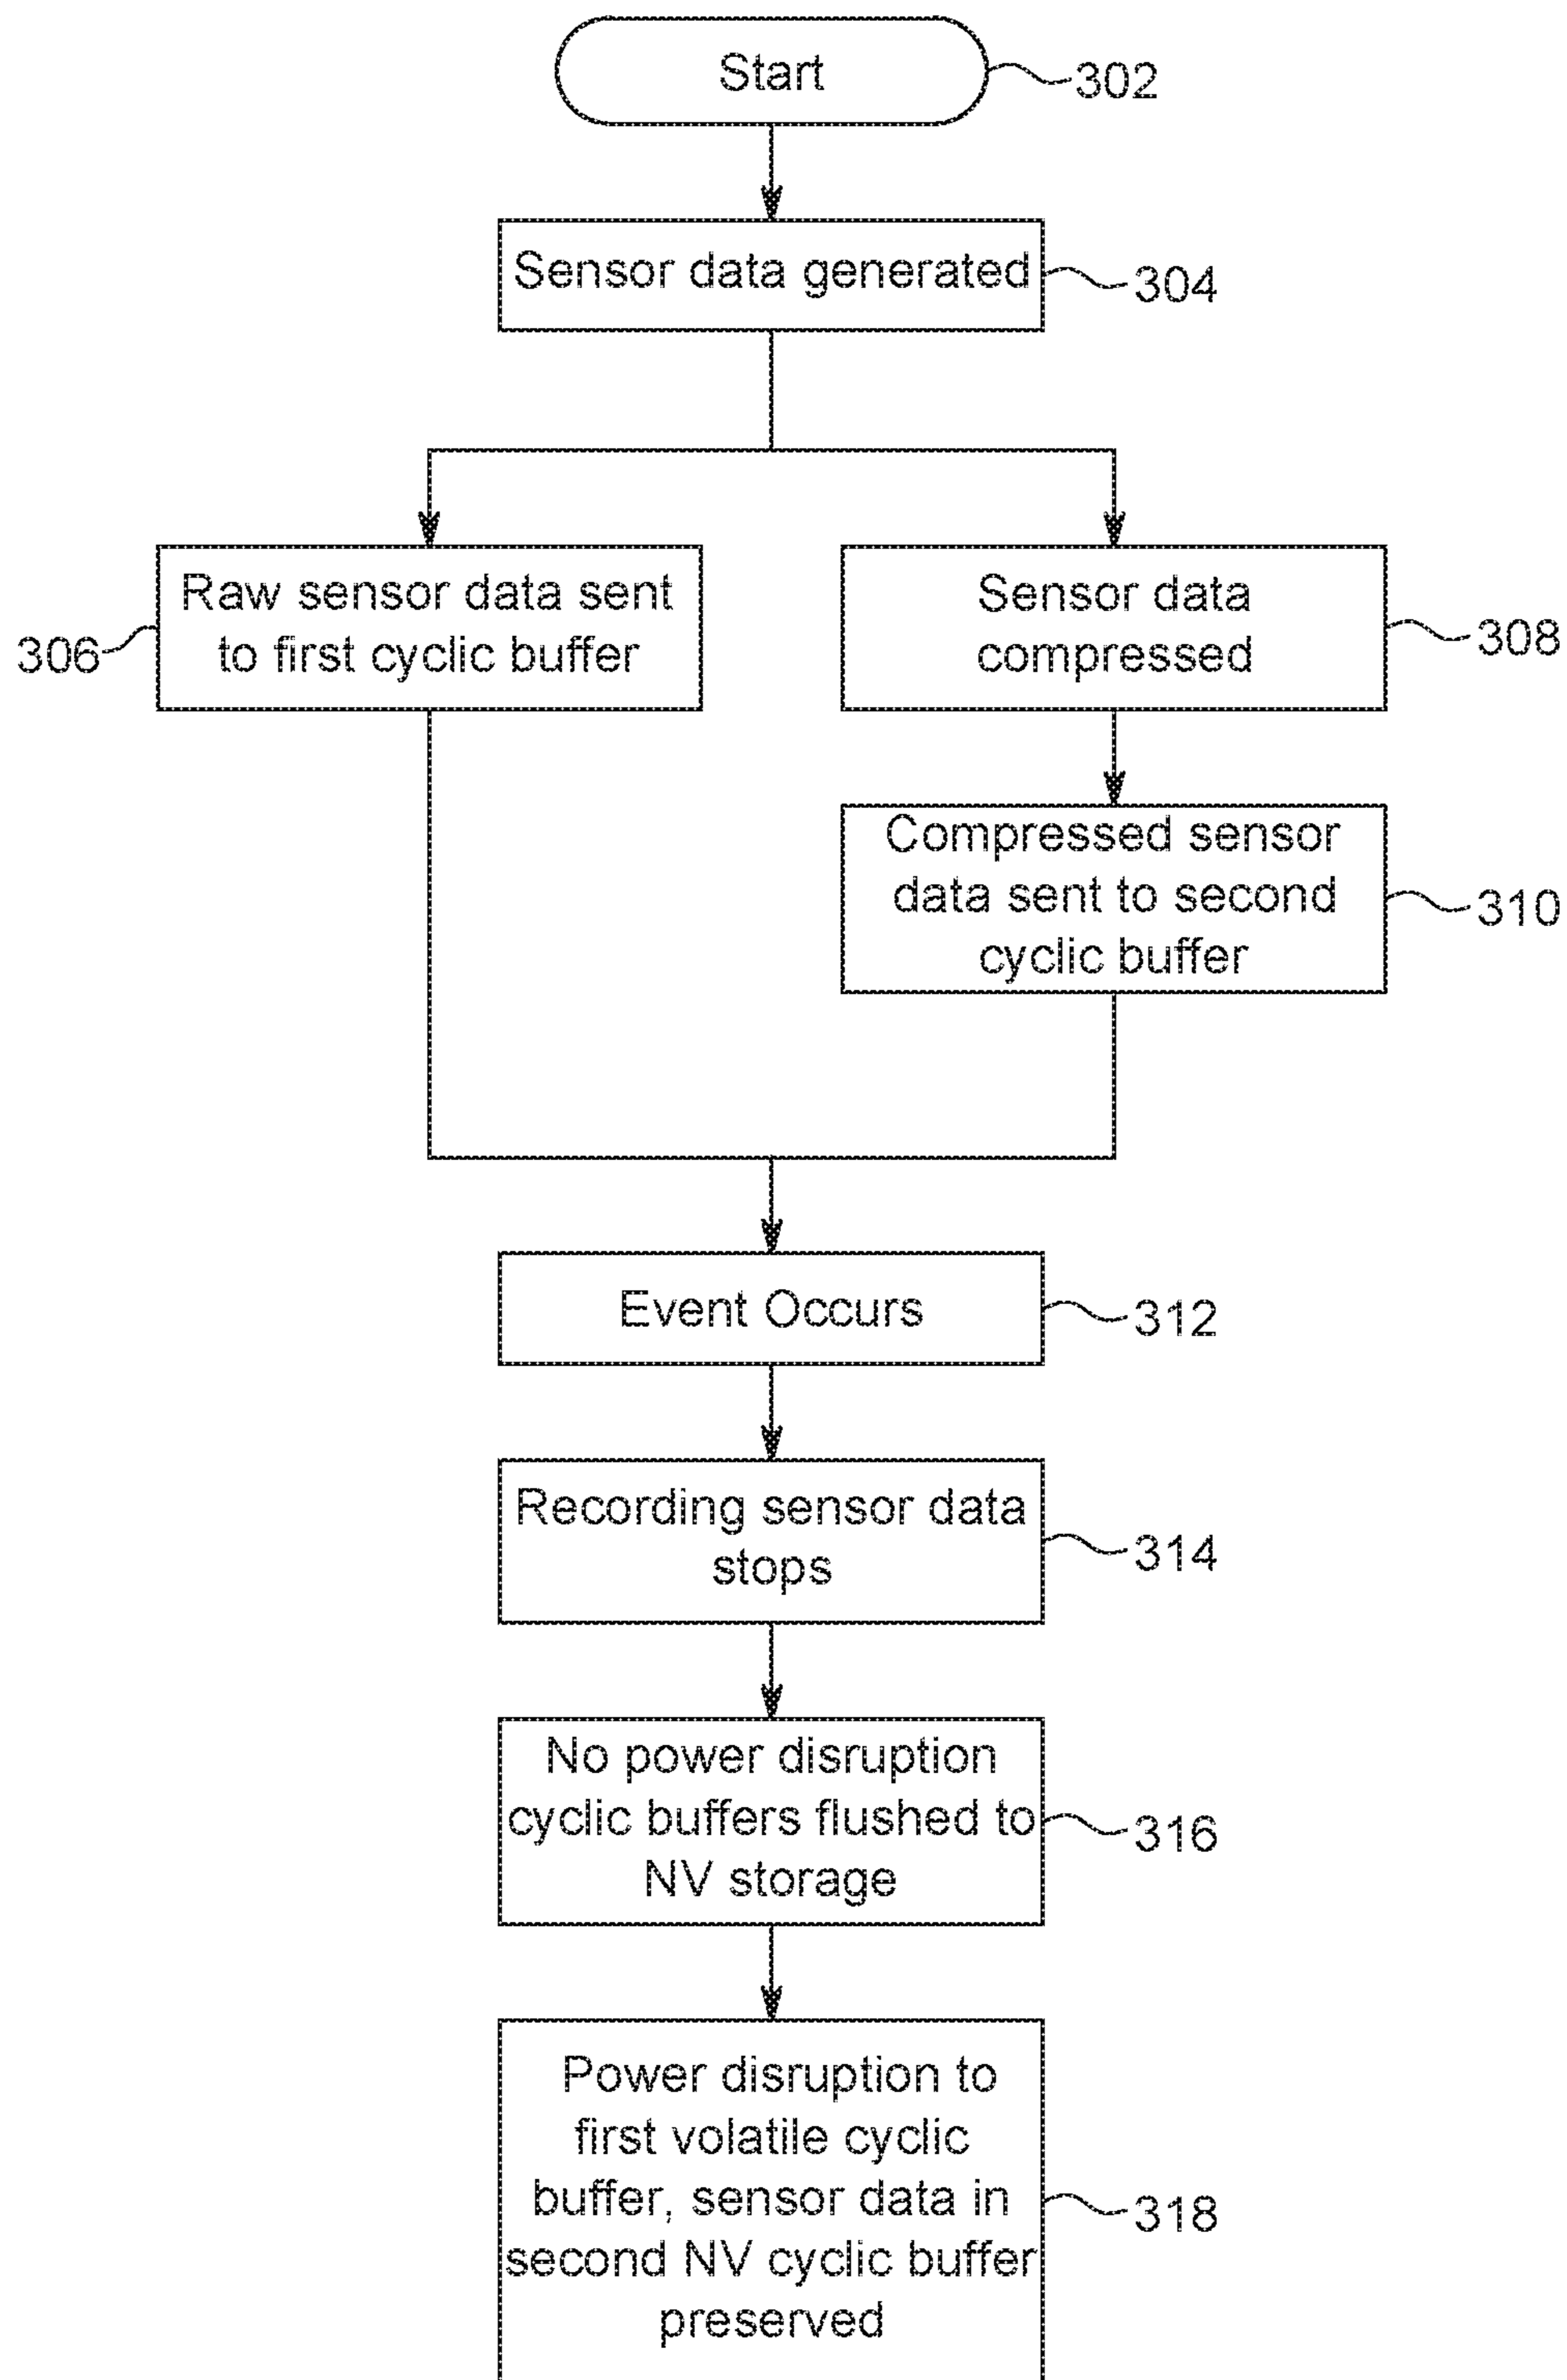 Start
302
Sensor data generated
304
Raw sensor data sent
to first cyclic buffer
306
Sensor data
compressed
308
Compressed sensor
data sent to second
cyclic buffer
310
Event Occurs
312
Recording sensor data
stops
314
No power disruption
cyclic buffers flushed to
NV storage
316
Power disruption to
first volatile cyclic
buffer, sensor data in
second NV cyclic buffer
preserved
318